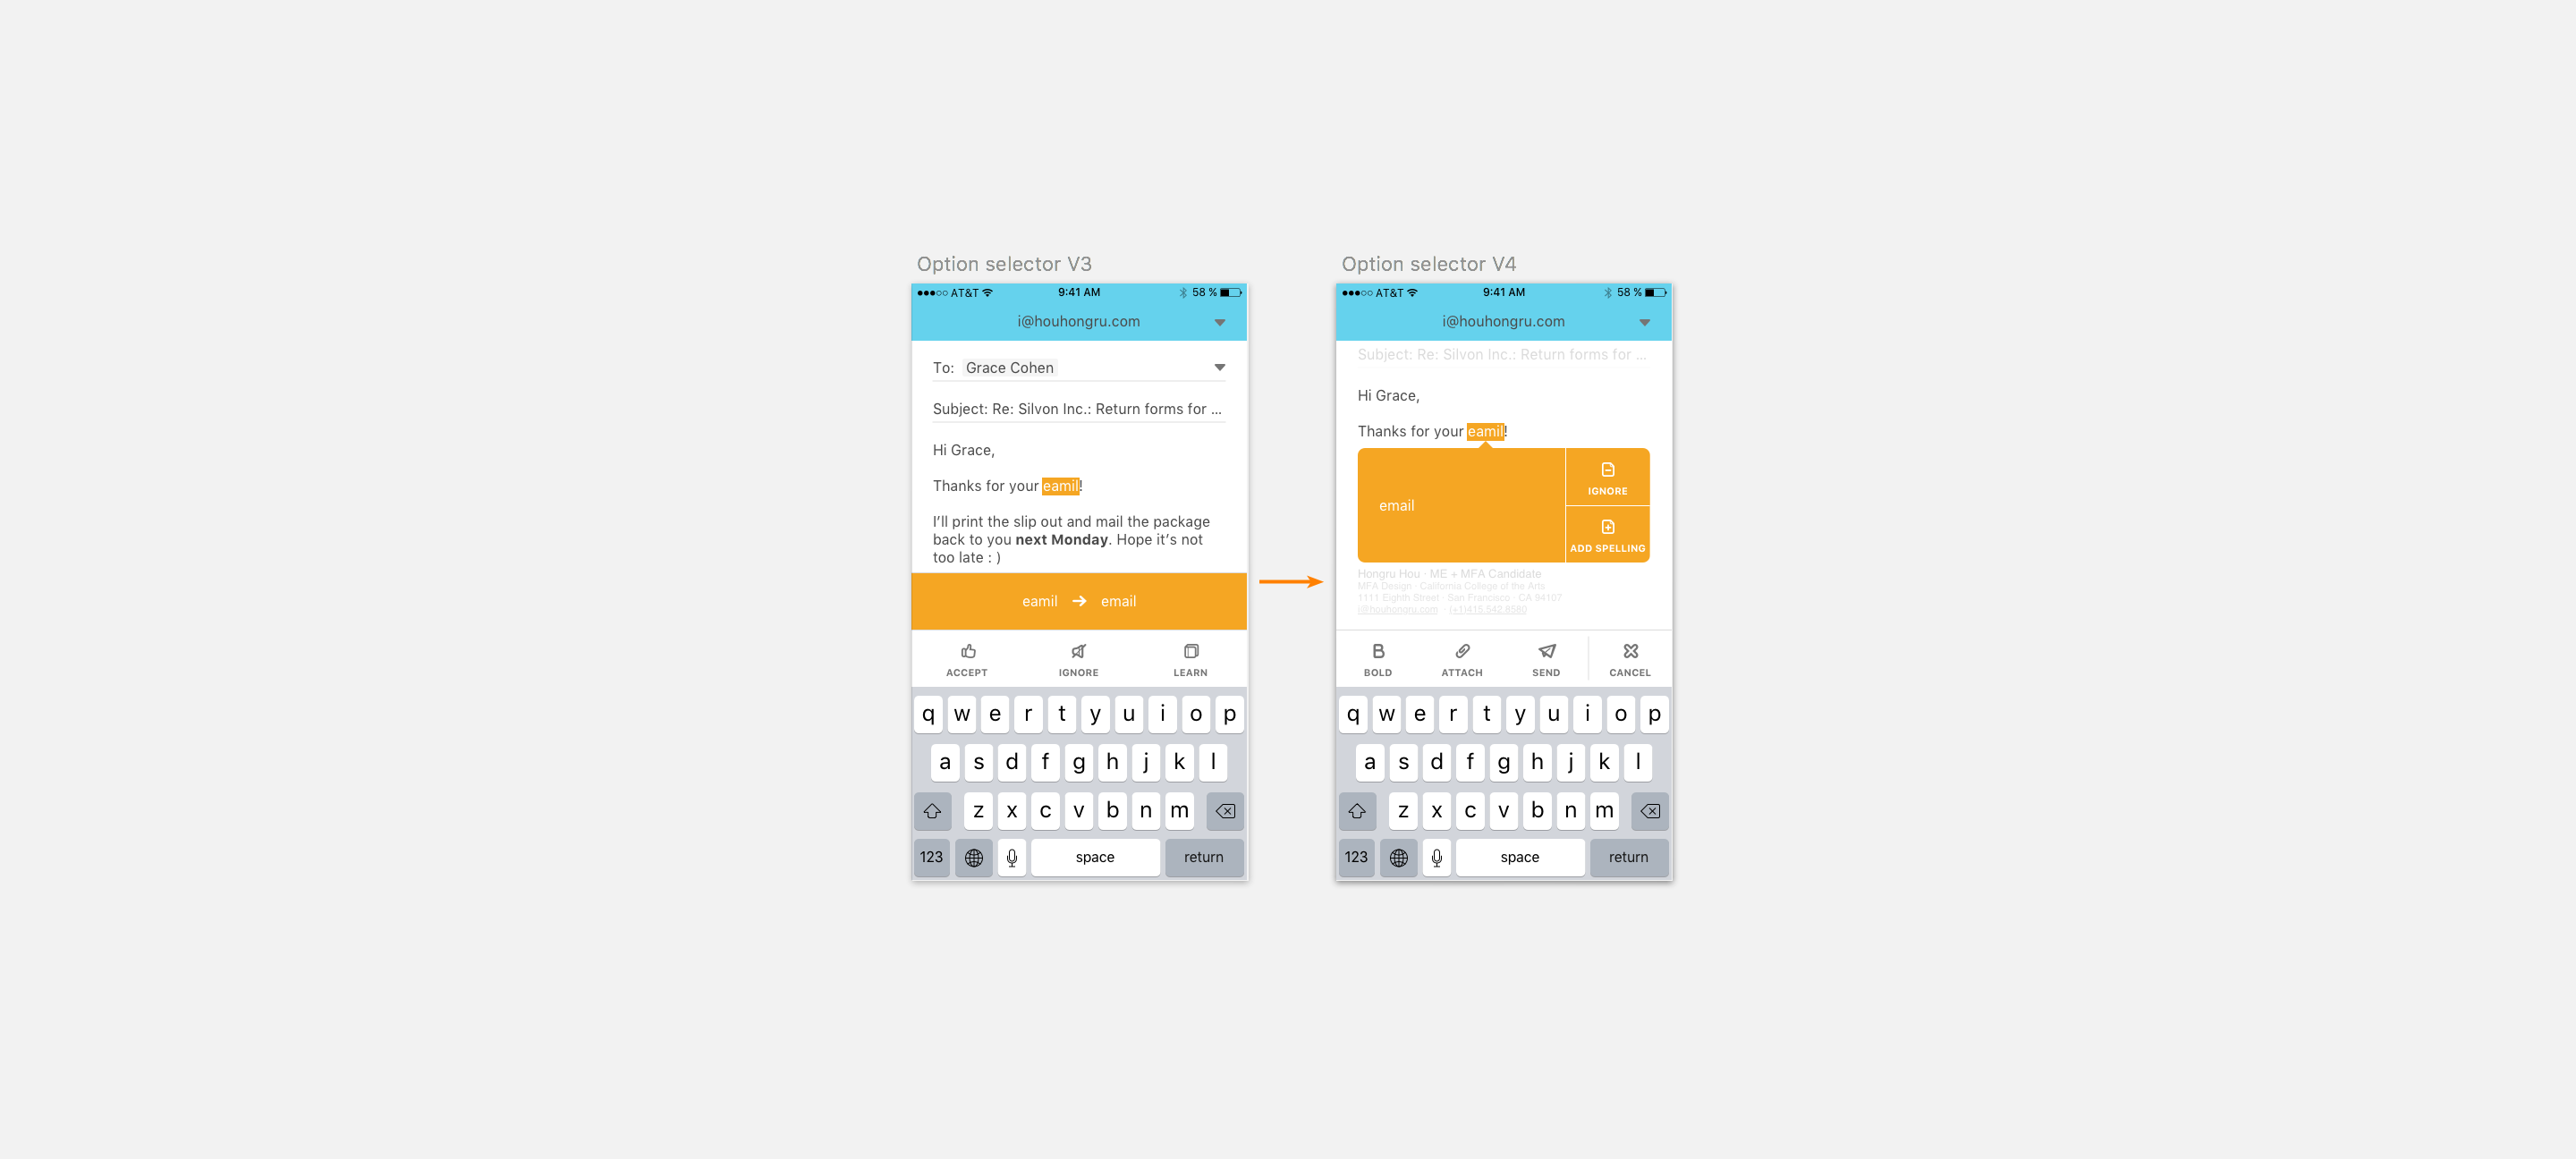 Option selector V3
AT&T 9:41 AM 58 %
i@houhongru.com
To: Grace Cohen
Subject: Re: Silvon Inc.: Return forms for ...
Hi Grace,
Thanks for your eamil!
I'll print the slip out and mail the package
back to you next Monday. Hope it's not
too late : )
eamil → email
ACCEPT IGNORE LEARN
q w e r t y u i o p
a s d f g h j k l
z x c v b n m
123 space return
Option selector V4
AT&T 9:41 AM 58 %
i@houhongru.com
Subject: Re: Silvon Inc.: Return forms for ...
Hi Grace,
Thanks for your eamil!
IGNORE
email
ADD SPELLING
Hongru Hou · ME + MFA Candidate
MFA Design · California College of the Arts
1111 Eighth Street · San Francisco · CA 94107
i@houhongru.com · (+1)415.542.8580
BOLD ATTACH SEND CANCEL
q w e r t y u i o p
a s d f g h j k l
z x c v b n m
123 space return